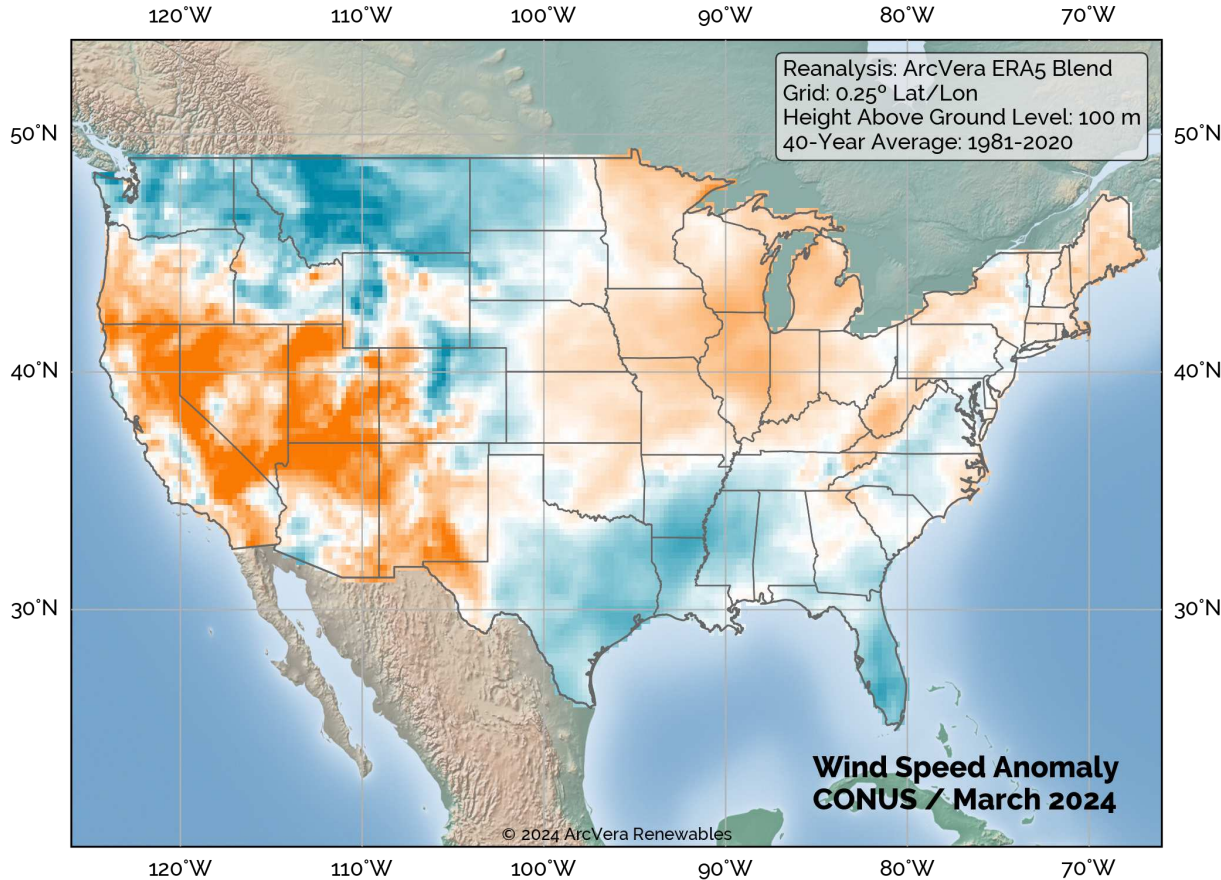 120°W 110°W 100°W 90°W 80°W 70°W
Reanalysis: ArcVera ERA5 Blend
Grid: 0.25º Lat/Lon
Height Above Ground Level: 100 m
40-Year Average: 1981-2020
50°N 50°N
40°N 40°N
30°N 30°N
Wind Speed Anomaly
CONUS / March 2024
© 2024 ArcVera Renewables
120°W 110°W 100°W 90°W 80°W 70°W